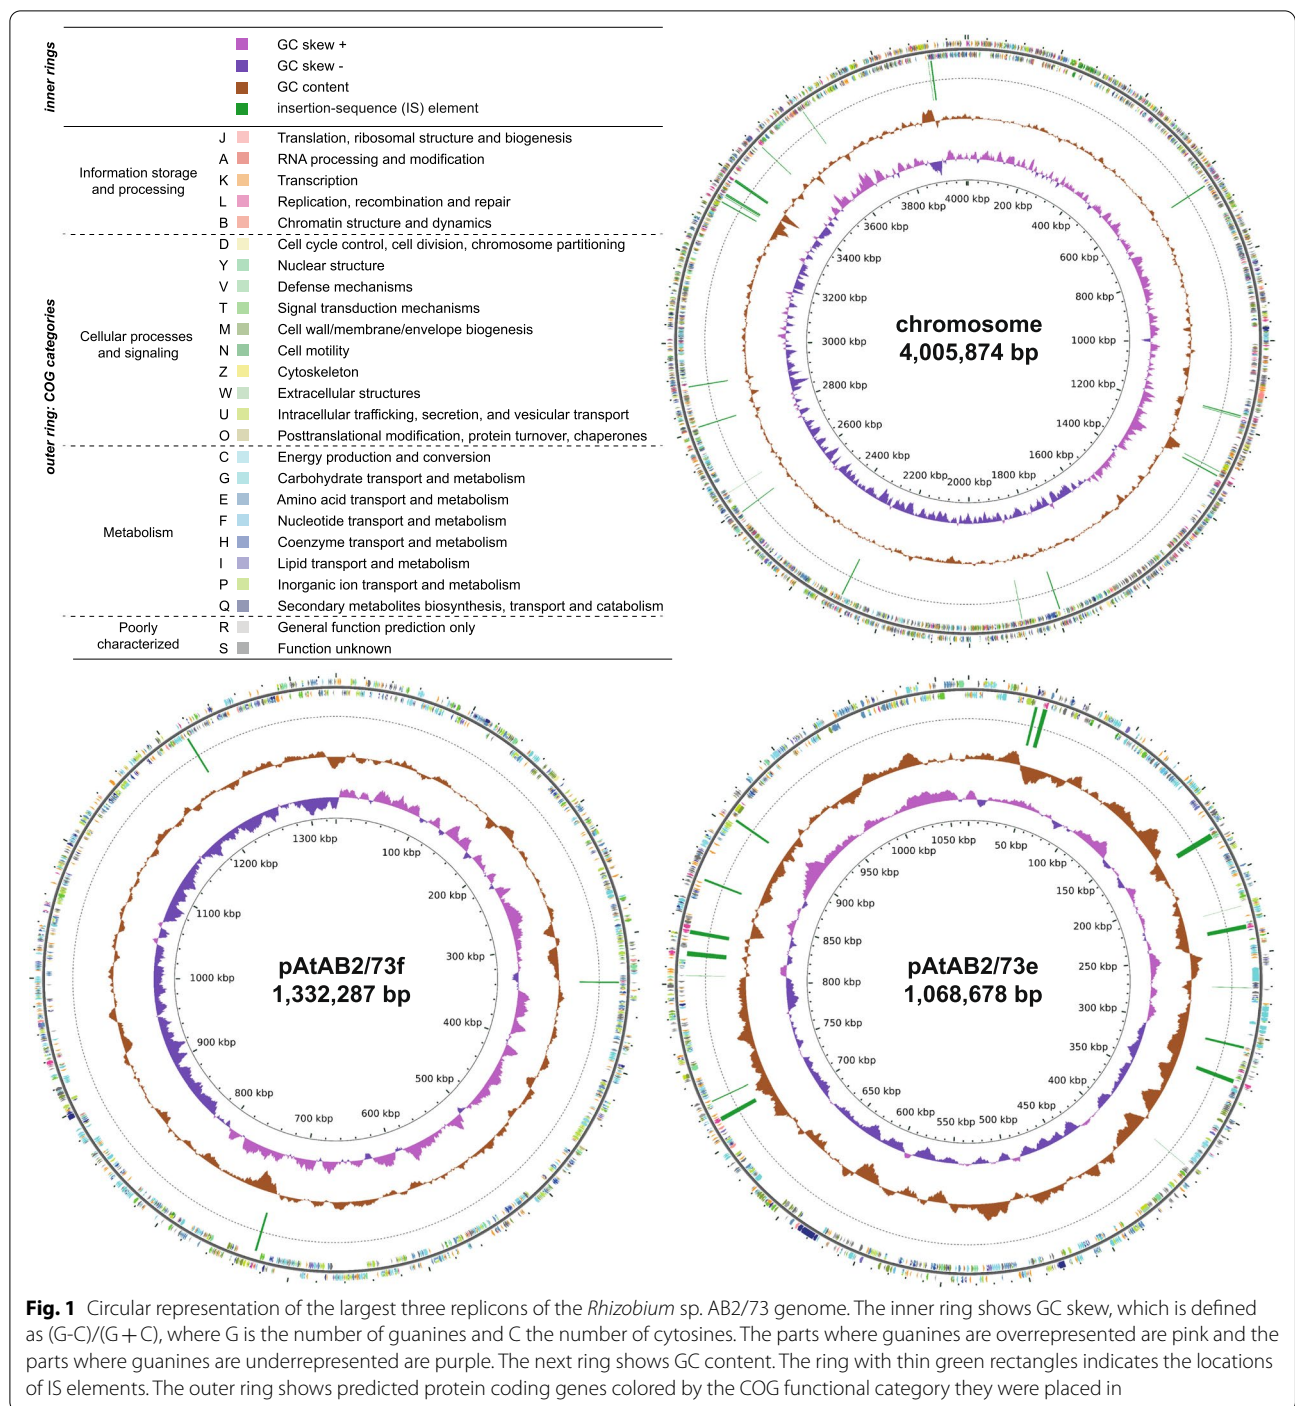 inner rings
GC skew +
GC skew -
GC content
insertion-sequence (IS) element
outer ring: COG categories
Information storage
and processing
J Translation, ribosomal structure and biogenesis
A RNA processing and modification
K Transcription
L Replication, recombination and repair
B Chromatin structure and dynamics
Cellular processes
and signaling
D Cell cycle control, cell division, chromosome partitioning
Y Nuclear structure
V Defense mechanisms
T Signal transduction mechanisms
M Cell wall/membrane/envelope biogenesis
N Cell motility
Z Cytoskeleton
W Extracellular structures
U Intracellular trafficking, secretion, and vesicular transport
O Posttranslational modification, protein turnover, chaperones
Metabolism
C Energy production and conversion
G Carbohydrate transport and metabolism
E Amino acid transport and metabolism
F Nucleotide transport and metabolism
H Coenzyme transport and metabolism
I Lipid transport and metabolism
P Inorganic ion transport and metabolism
Q Secondary metabolites biosynthesis, transport and catabolism
Poorly
characterized
R General function prediction only
S Function unknown
chromosome
4,005,874 bp
200 kbp
400 kbp
600 kbp
800 kbp
1000 kbp
1200 kbp
1400 kbp
1600 kbp
1800 kbp
2000 kbp
2200 kbp
2400 kbp
2600 kbp
2800 kbp
3000 kbp
3200 kbp
3400 kbp
3600 kbp
3800 kbp
4000 kbp
pAtAB2/73f
1,332,287 bp
100 kbp
200 kbp
300 kbp
400 kbp
500 kbp
600 kbp
700 kbp
800 kbp
900 kbp
1000 kbp
1100 kbp
1200 kbp
1300 kbp
pAtAB2/73e
1,068,678 bp
50 kbp
100 kbp
150 kbp
200 kbp
250 kbp
300 kbp
350 kbp
400 kbp
450 kbp
500 kbp
550 kbp
600 kbp
650 kbp
700 kbp
750 kbp
800 kbp
850 kbp
900 kbp
950 kbp
1000 kbp
1050 kbp
Fig. 1 Circular representation of the largest three replicons of the Rhizobium sp. AB2/73 genome. The inner ring shows GC skew, which is defined
as (G-C)/(G + C), where G is the number of guanines and C the number of cytosines. The parts where guanines are overrepresented are pink and the
parts where guanines are underrepresented are purple. The next ring shows GC content. The ring with thin green rectangles indicates the locations
of IS elements. The outer ring shows predicted protein coding genes colored by the COG functional category they were placed in